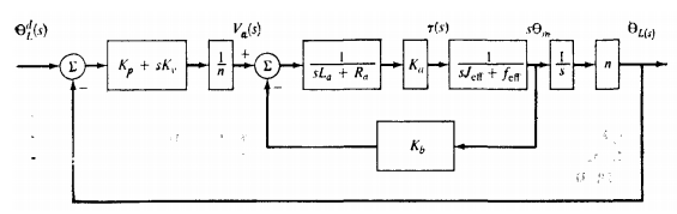 Θ_L^d(s)
Σ
−
K_p + sK_v
1/n
V_a(s)
+
Σ
−
1/(sL_a + R_a)
K_a
τ(s)
1/(sJ_eff + f_eff)
sΘ_m
1/s
n
Θ_L(s)
K_b